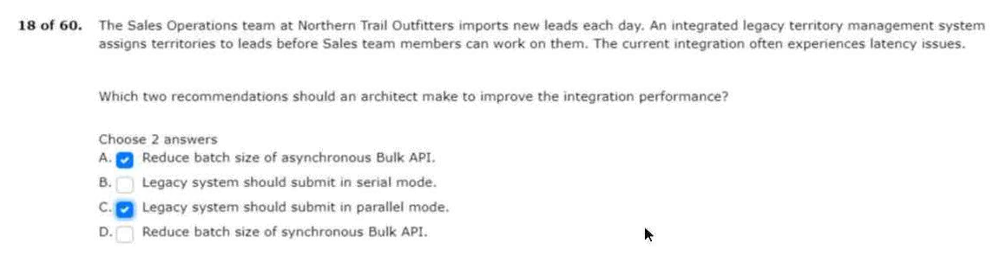 18 of 60. The Sales Operations team at Northern Trail Outfitters imports new leads each day. An integrated legacy territory management system
assigns territories to leads before Sales team members can work on them. The current integration often experiences latency issues.
Which two recommendations should an architect make to improve the integration performance?
Choose 2 answers
A. Reduce batch size of asynchronous Bulk API.
B. Legacy system should submit in serial mode.
C. Legacy system should submit in parallel mode.
D. Reduce batch size of synchronous Bulk API.